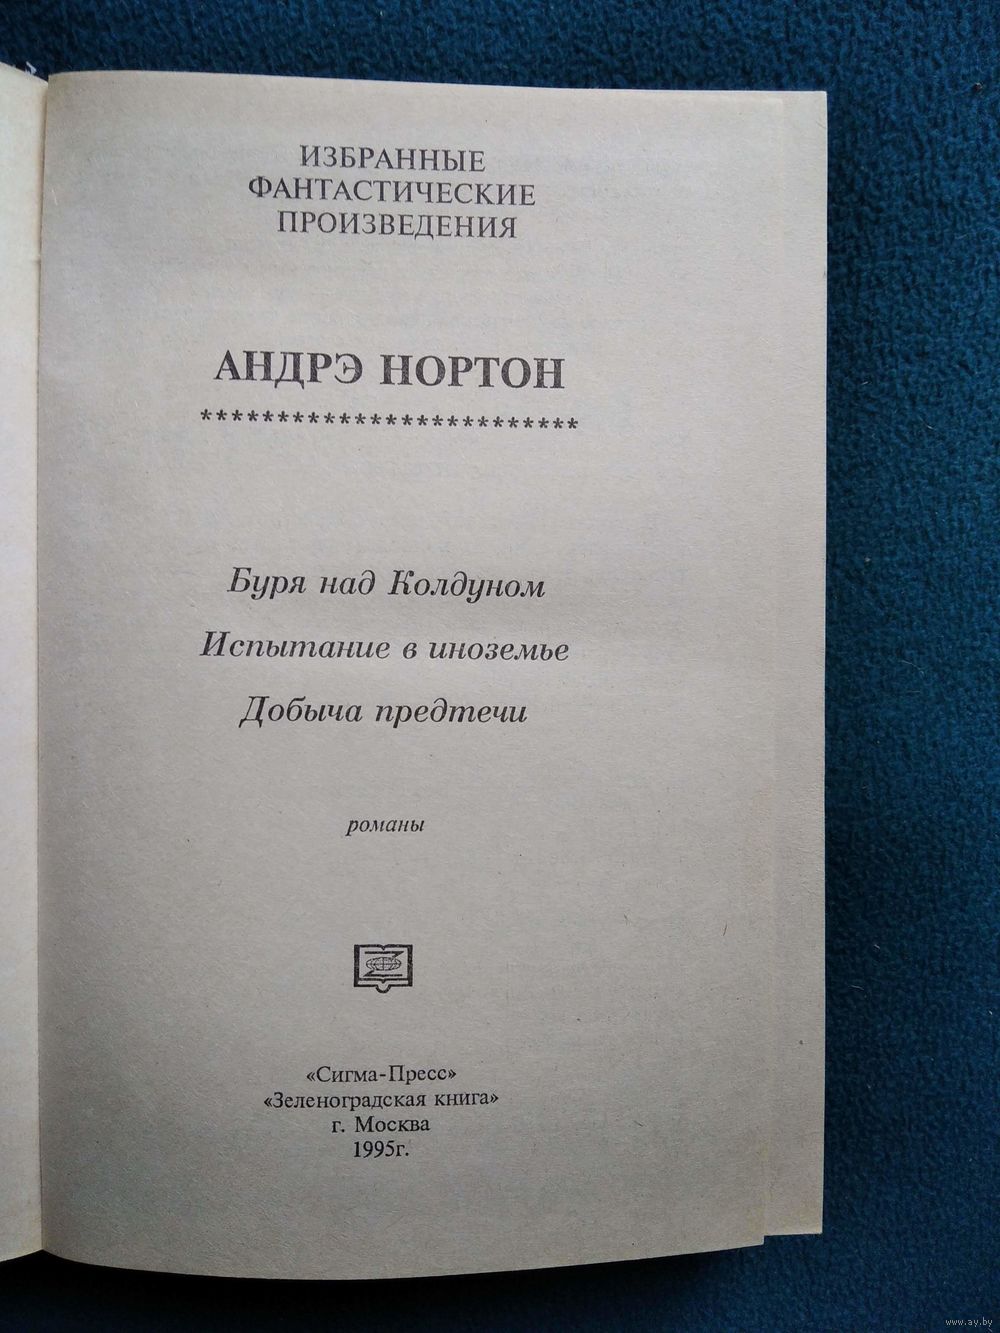 ИЗБРАННЫЕ
ФАНТАСТИЧЕСКИЕ
ПРОИЗВЕДЕНИЯ
АНДРЭ НОРТОН
*************************
Буря над Колдуном
Испытание в иноземье
Добыча предтечи
романы
«Сигма-Пресс»
«Зеленоградская книга»
г. Москва
1995г.
www.ay.by